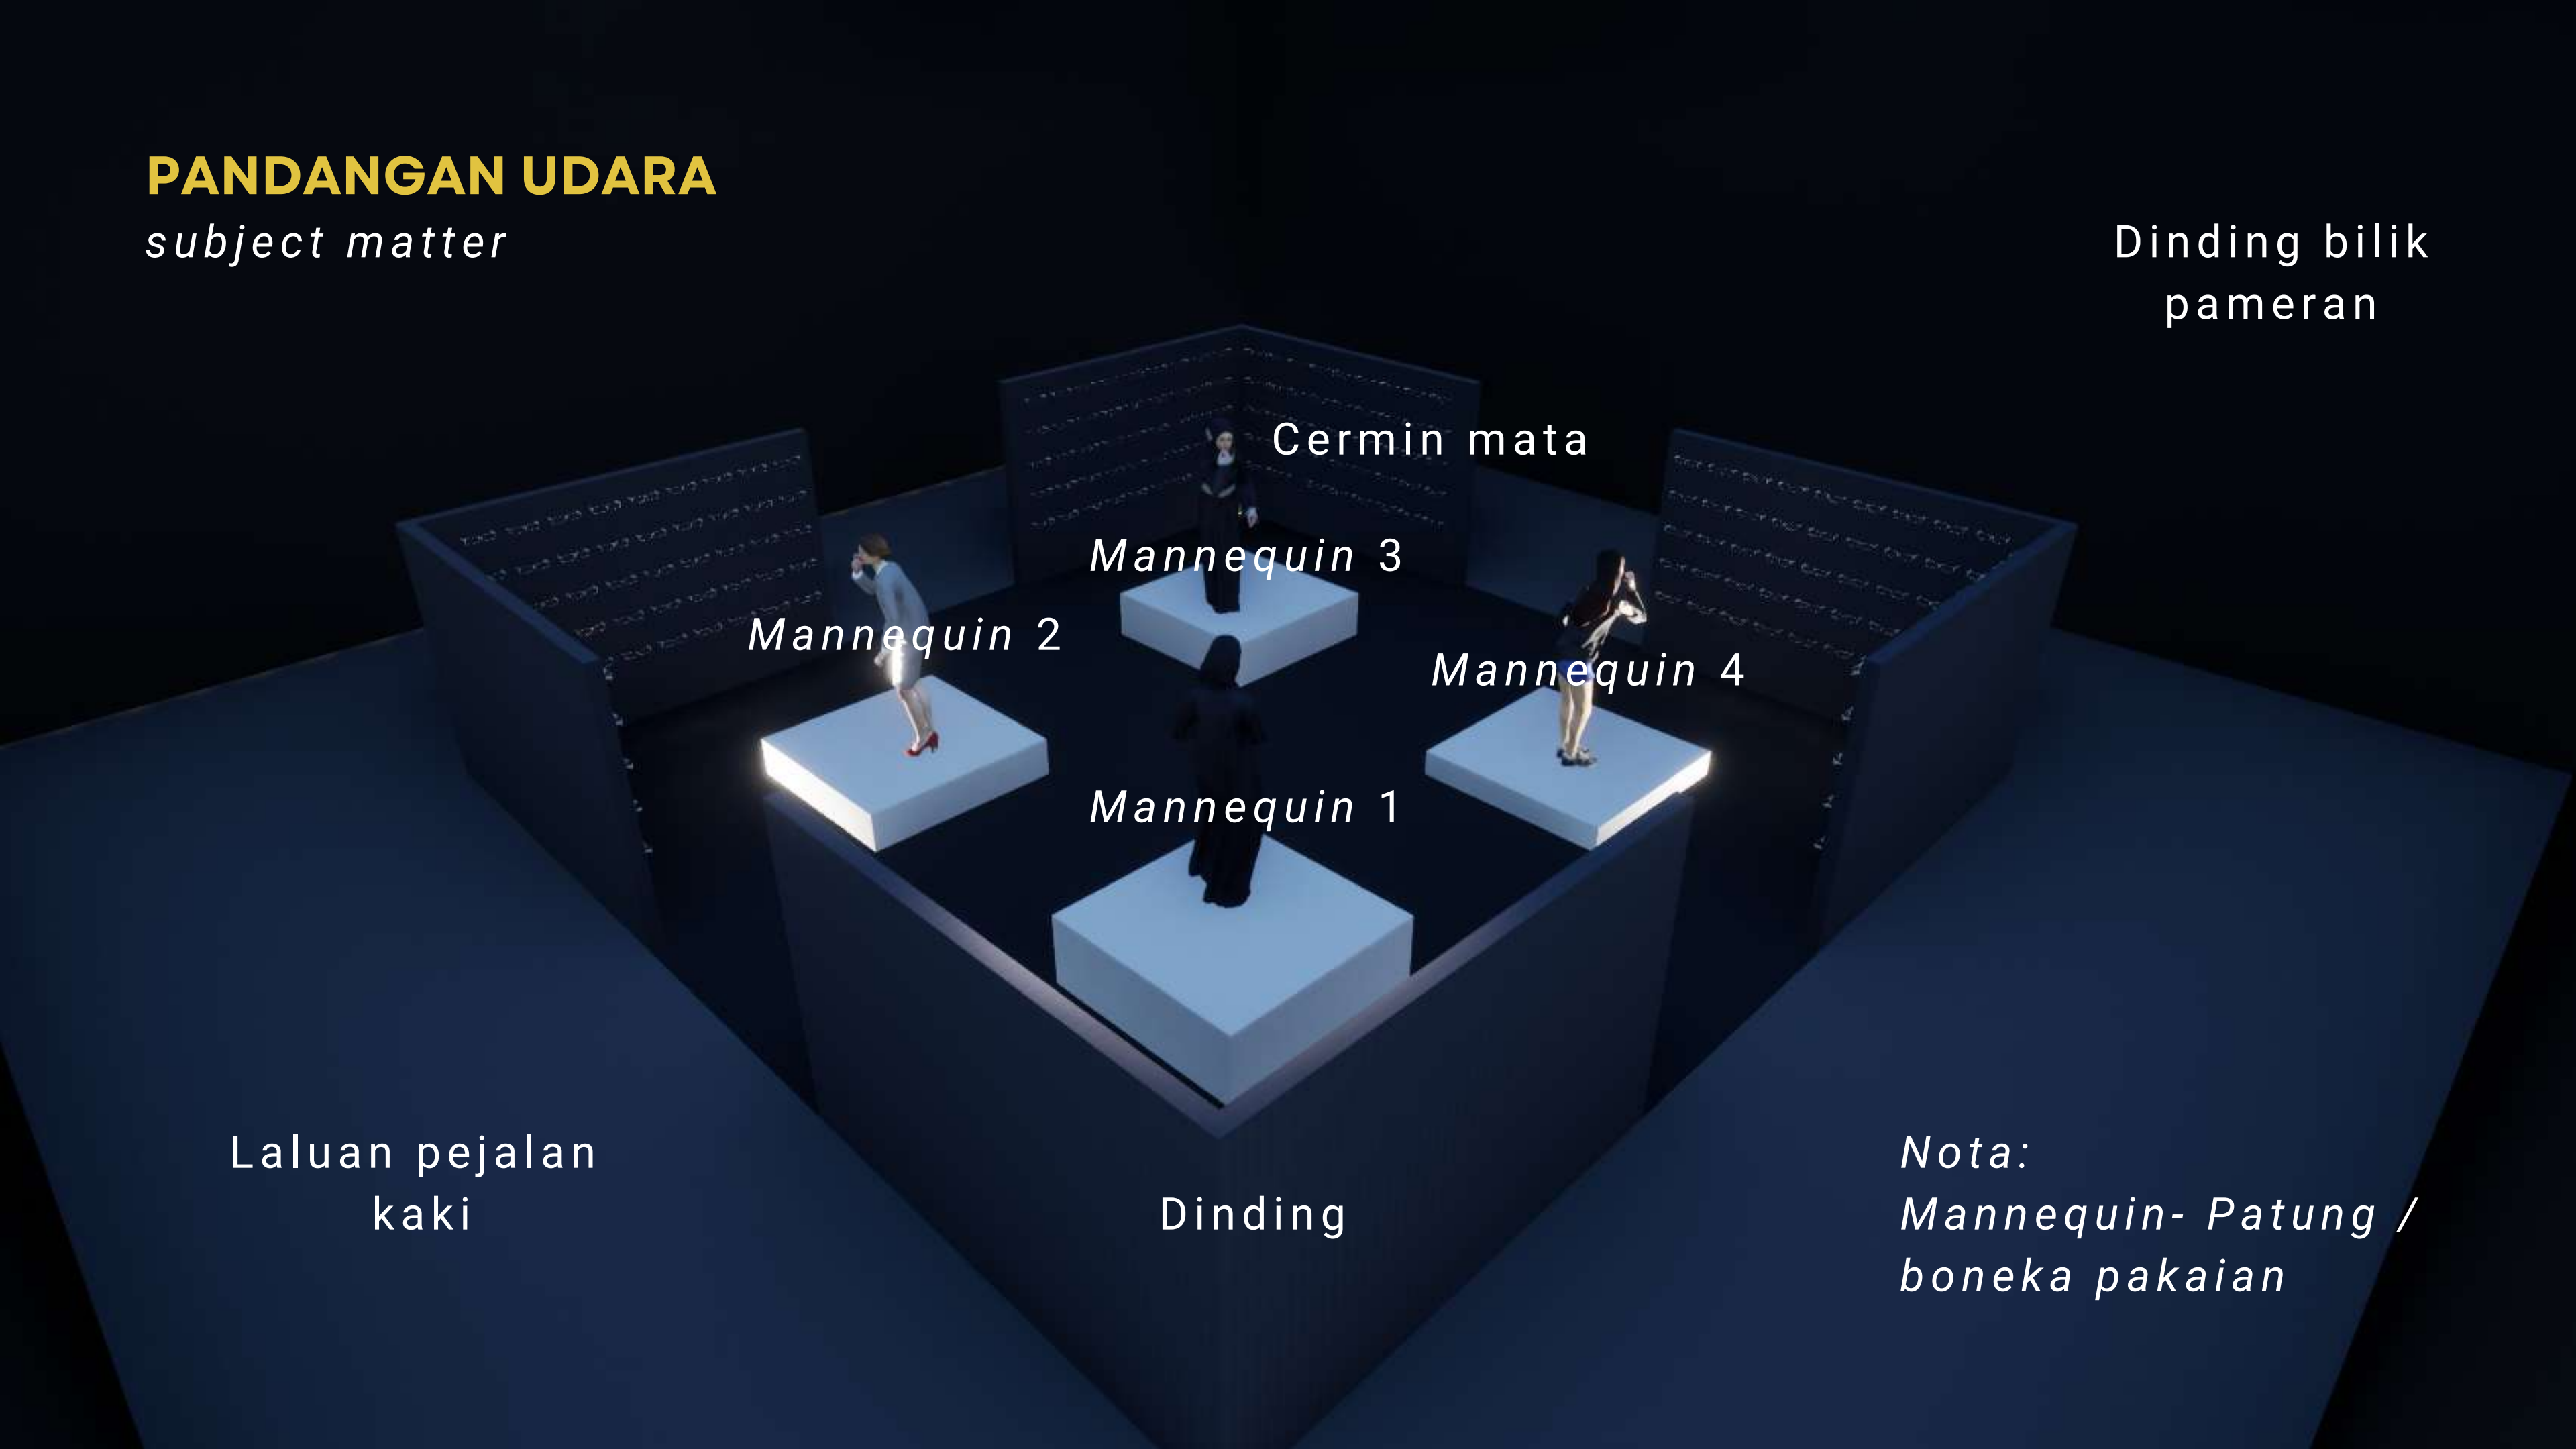 PANDANGAN UDARA
subject matter
Dinding bilik
pameran
Cermin mata
Mannequin 3
Mannequin 2
Mannequin 4
Mannequin 1
Laluan pejalan
kaki
Dinding
Nota:
Mannequin- Patung /
boneka pakaian